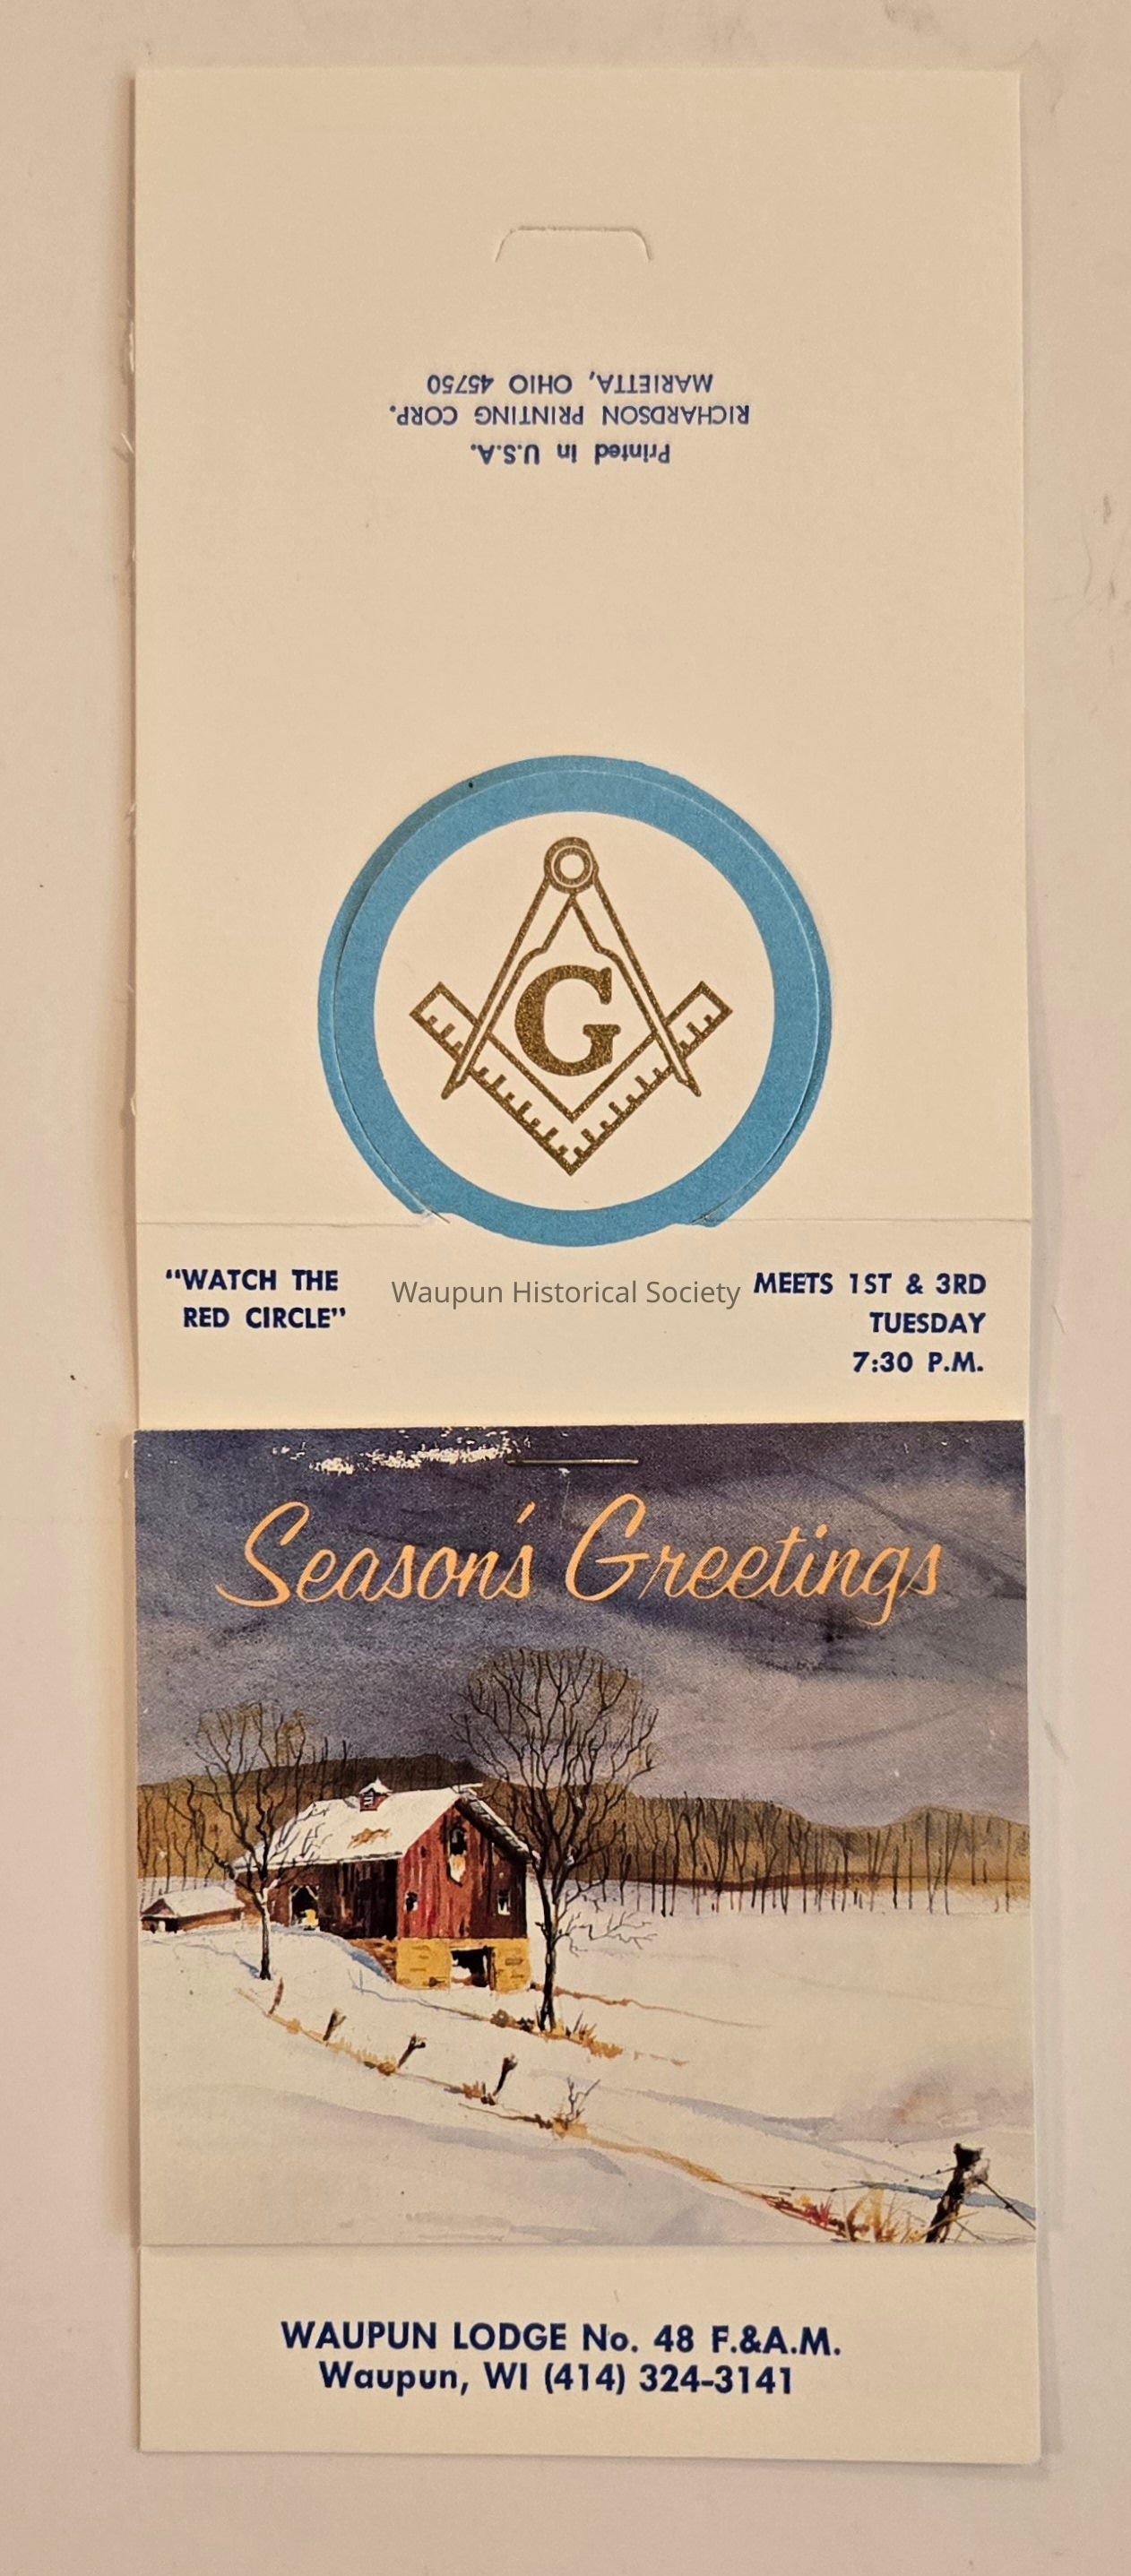 Printed in U.S.A.
RICHARDSON PRINTING CORP.
MARIETTA, OHIO 45750
G
"WATCH THE
RED CIRCLE"
Waupun Historical Society
MEETS 1ST & 3RD
TUESDAY
7:30 P.M.
Season's Greetings
WAUPUN LODGE No. 48 F.&A.M.
Waupun, WI (414) 324-3141